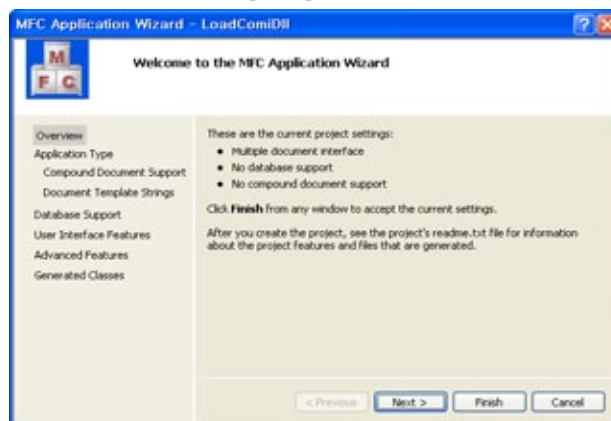 MFC Application Wizard - LoadComiDll
M
F C
Welcome to the MFC Application Wizard
Overview
Application Type
Compound Document Support
Document Template Strings
Database Support
User Interface Features
Advanced Features
Generated Classes
These are the current project settings:
• Multiple document interface
• No database support
• No compound document support
Click Finish from any window to accept the current settings.
After you create the project, see the project's readme.txt file for information
about the project features and files that are generated.
< Previous
Next >
Finish
Cancel